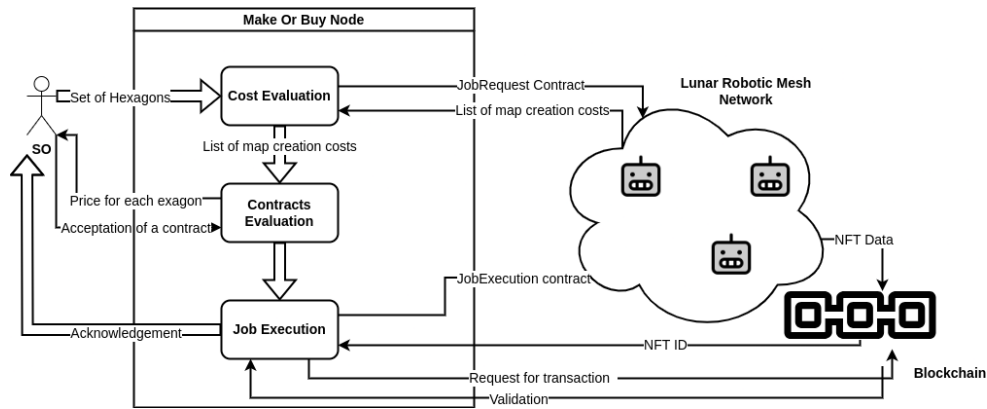 Make Or Buy Node
Set of Hexagons
Cost Evaluation
JobRequest Contract
List of map creation costs
Lunar Robotic Mesh
Network
SO
List of map creation costs
Price for each exagon
Acceptation of a contract
Contracts
Evaluation
NFT Data
JobExecution contract
Acknowledgement
Job Execution
NFT ID
Request for transaction
Blockchain
Validation